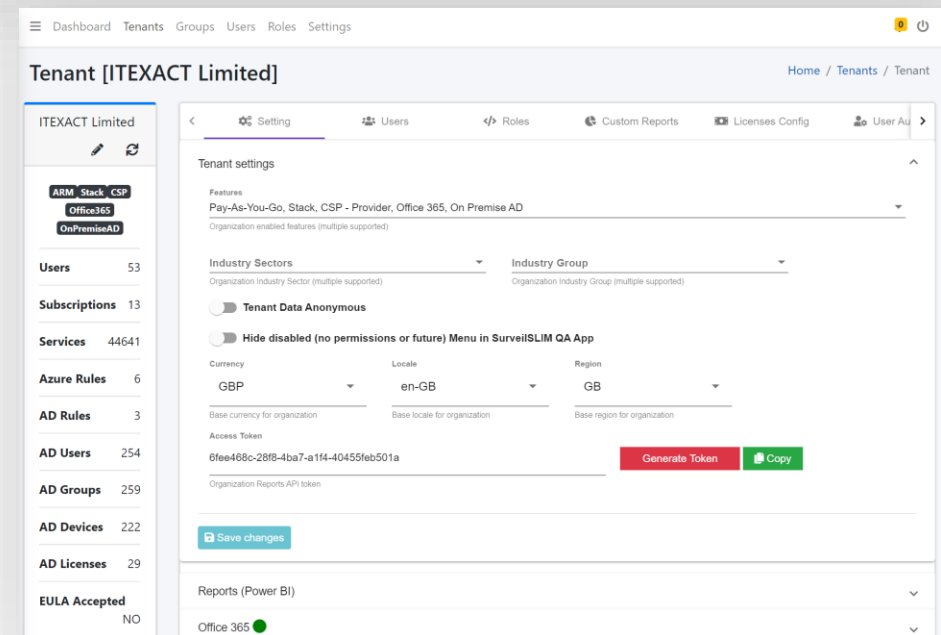 Dashboard Tenants Groups Users Roles Settings 0
Tenant [ITEXACT Limited]
Home / Tenants / Tenant
ITEXACT Limited
ARM Stack CSP
Office365
OnPremiseAD
Users 53
Subscriptions 13
Services 44641
Azure Rules 6
AD Rules 3
AD Users 254
AD Groups 259
AD Devices 222
AD Licenses 29
EULA Accepted
NO
Setting Users Roles Custom Reports Licenses Config User Au
Tenant settings
Features
Pay-As-You-Go, Stack, CSP - Provider, Office 365, On Premise AD
Organization enabled features (multiple supported)
Industry Sectors Industry Group
Organization Industry Sector (multiple supported) Organization Industry Group (multiple supported)
Tenant Data Anonymous
Hide disabled (no permissions or future) Menu in SurveilSLIM QA App
Currency Locale Region
GBP en-GB GB
Base currency for organization Base locale for organization Base region for organization
Access Token
6fee468c-28f8-4ba7-a1f4-40455feb501a Generate Token Copy
Organization Reports API token
Save changes
Reports (Power BI)
Office 365